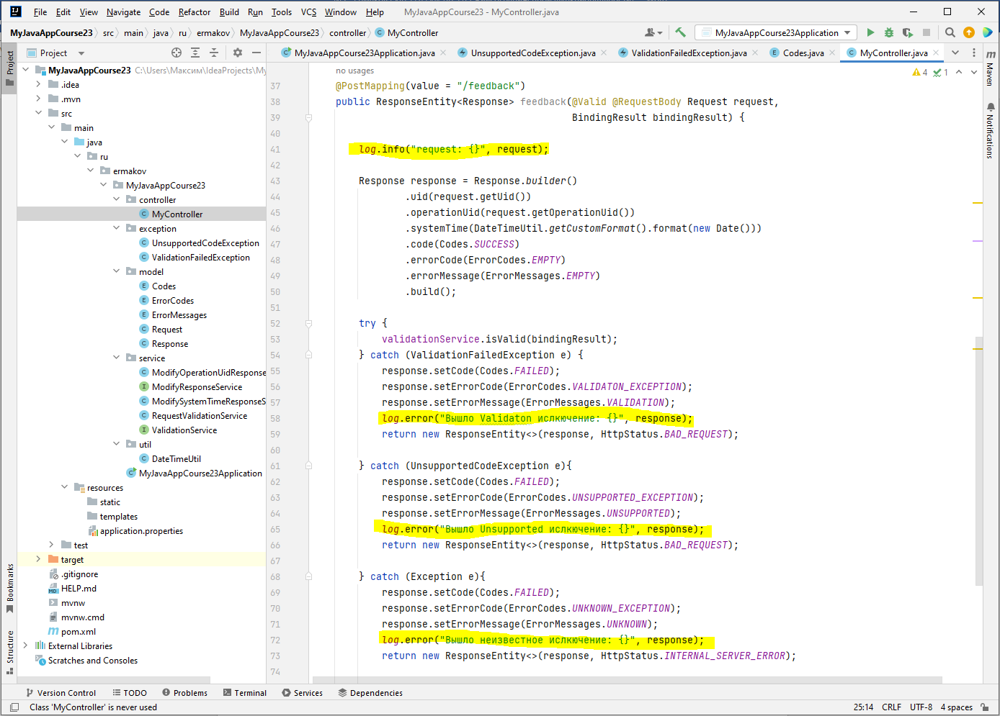 File Edit View Navigate Code Refactor Build Run Tools VCS Window Help MyJavaAppCourse23 - MyController.java
MyJavaAppCourse23 src main java ru ermakov MyJavaAppCourse23 controller MyController MyJavaAppCourse23Application
Project
MyJavaAppCourse23Application.java UnsupportedCodeException.java ValidationFailedException.java Codes.java MyController.java
Project
Bookmarks
Structure
MyJavaAppCourse23 C:\Users\Максим\IdeaProjects\My
.idea
.mvn
src
main
java
ru
ermakov
MyJavaAppCourse23
controller
MyController
exception
UnsupportedCodeException
ValidationFailedException
model
Codes
ErrorCodes
ErrorMessages
Request
Response
service
ModifyOperationUidResponse
ModifyResponseService
ModifySystemTimeResponseS
RequestValidationService
ValidationService
util
DateTimeUtil
MyJavaAppCourse23Application
resources
static
templates
application.properties
test
target
.gitignore
HELP.md
mvnw
mvnw.cmd
pom.xml
External Libraries
Scratches and Consoles
no usages
4 1
37 @PostMapping(value = "/feedback")
38 public ResponseEntity<Response> feedback(@Valid @RequestBody Request request,
39 BindingResult bindingResult) {
40
41 log.info("request: {}", request);
42
43 Response response = Response.builder()
44 .uid(request.getUid())
45 .operationUid(request.getOperationUid())
46 .systemTime(DateTimeUtil.getCustomFormat().format(new Date()))
47 .code(Codes.SUCCESS)
48 .errorCode(ErrorCodes.EMPTY)
49 .errorMessage(ErrorMessages.EMPTY)
50 .build();
51
52 try {
53 validationService.isValid(bindingResult);
54 } catch (ValidationFailedException e) {
55 response.setCode(Codes.FAILED);
56 response.setErrorCode(ErrorCodes.VALIDATON_EXCEPTION);
57 response.setErrorMessage(ErrorMessages.VALIDATION);
58 log.error("Вышло Validaton ислкючение: {}", response);
59 return new ResponseEntity<>(response, HttpStatus.BAD_REQUEST);
60
61 } catch (UnsupportedCodeException e){
62 response.setCode(Codes.FAILED);
63 response.setErrorCode(ErrorCodes.UNSUPPORTED_EXCEPTION);
64 response.setErrorMessage(ErrorMessages.UNSUPPORTED);
65 log.error("Вышло Unsupported ислкючение: {}", response);
66 return new ResponseEntity<>(response, HttpStatus.BAD_REQUEST);
67
68 } catch (Exception e){
69 response.setCode(Codes.FAILED);
70 response.setErrorCode(ErrorCodes.UNKNOWN_EXCEPTION);
71 response.setErrorMessage(ErrorMessages.UNKNOWN);
72 log.error("Вышло неизвестное ислкючение: {}", response);
73 return new ResponseEntity<>(response, HttpStatus.INTERNAL_SERVER_ERROR);
74
Maven
Notifications
Version Control TODO Problems Terminal Services Dependencies
Class 'MyController' is never used 25:14 CRLF UTF-8 4 spaces